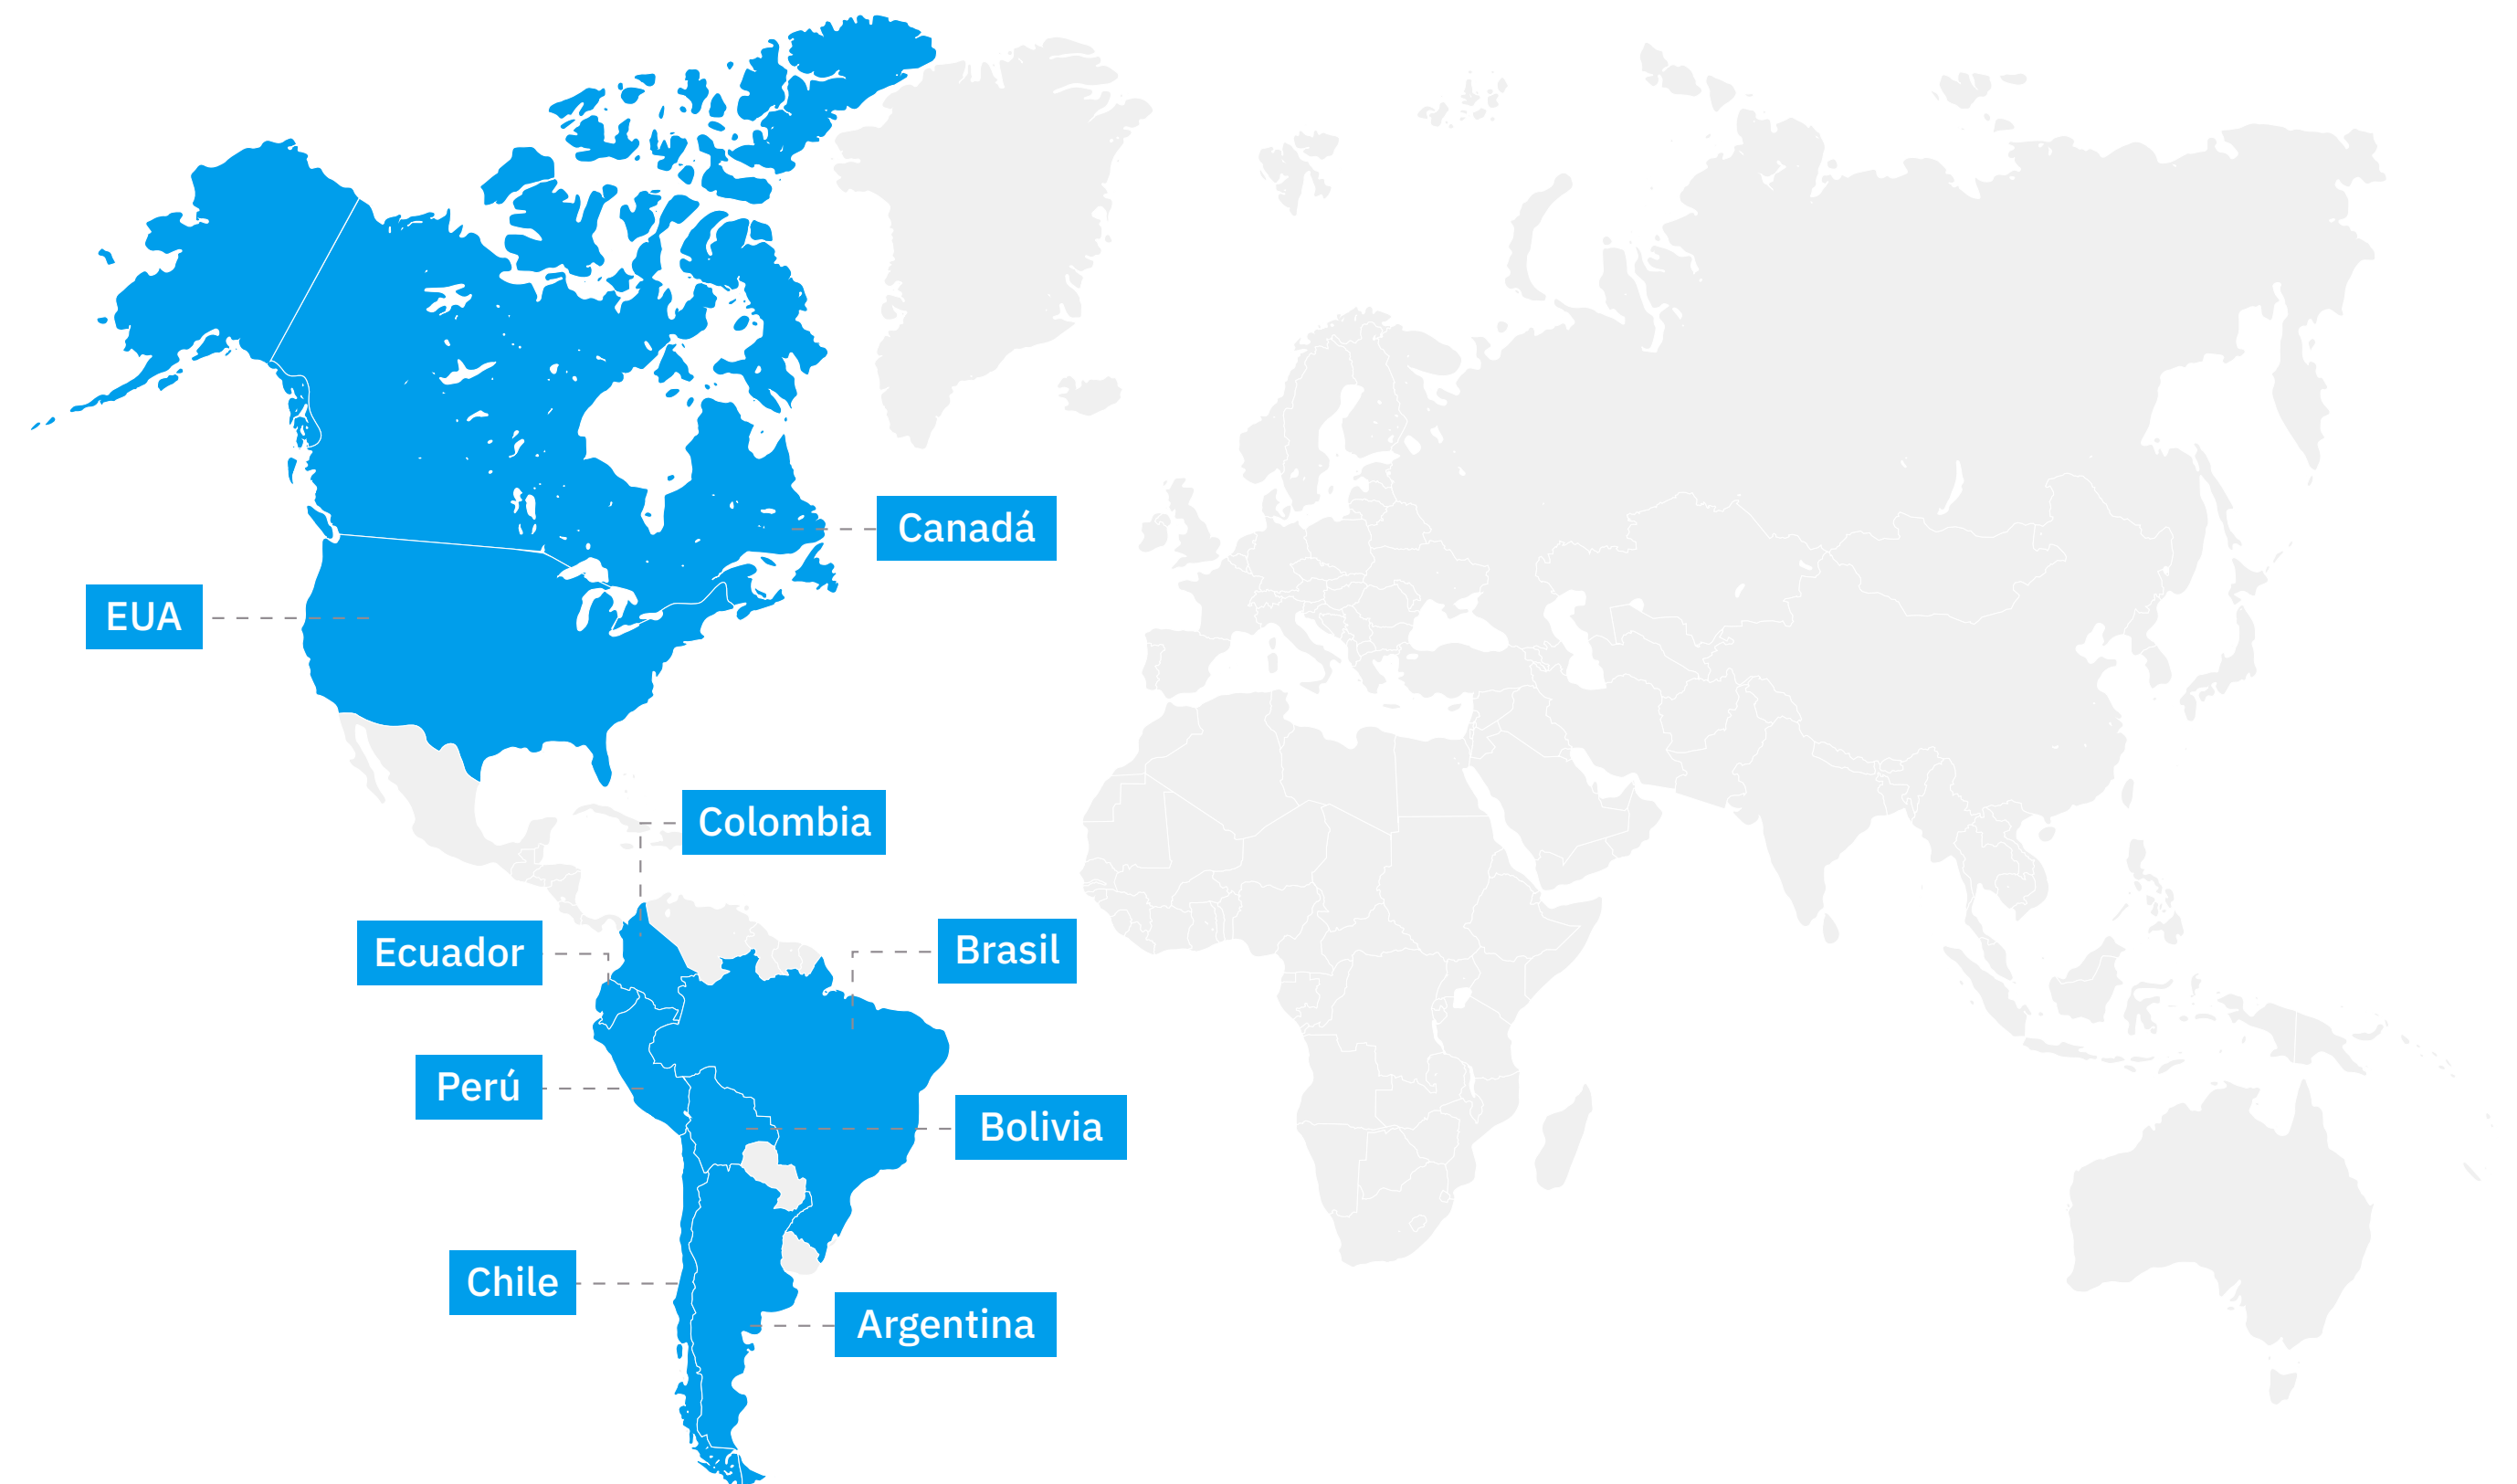 Canadá
EUA
Colombia
Ecuador
Brasil
Perú
Bolivia
Chile
Argentina